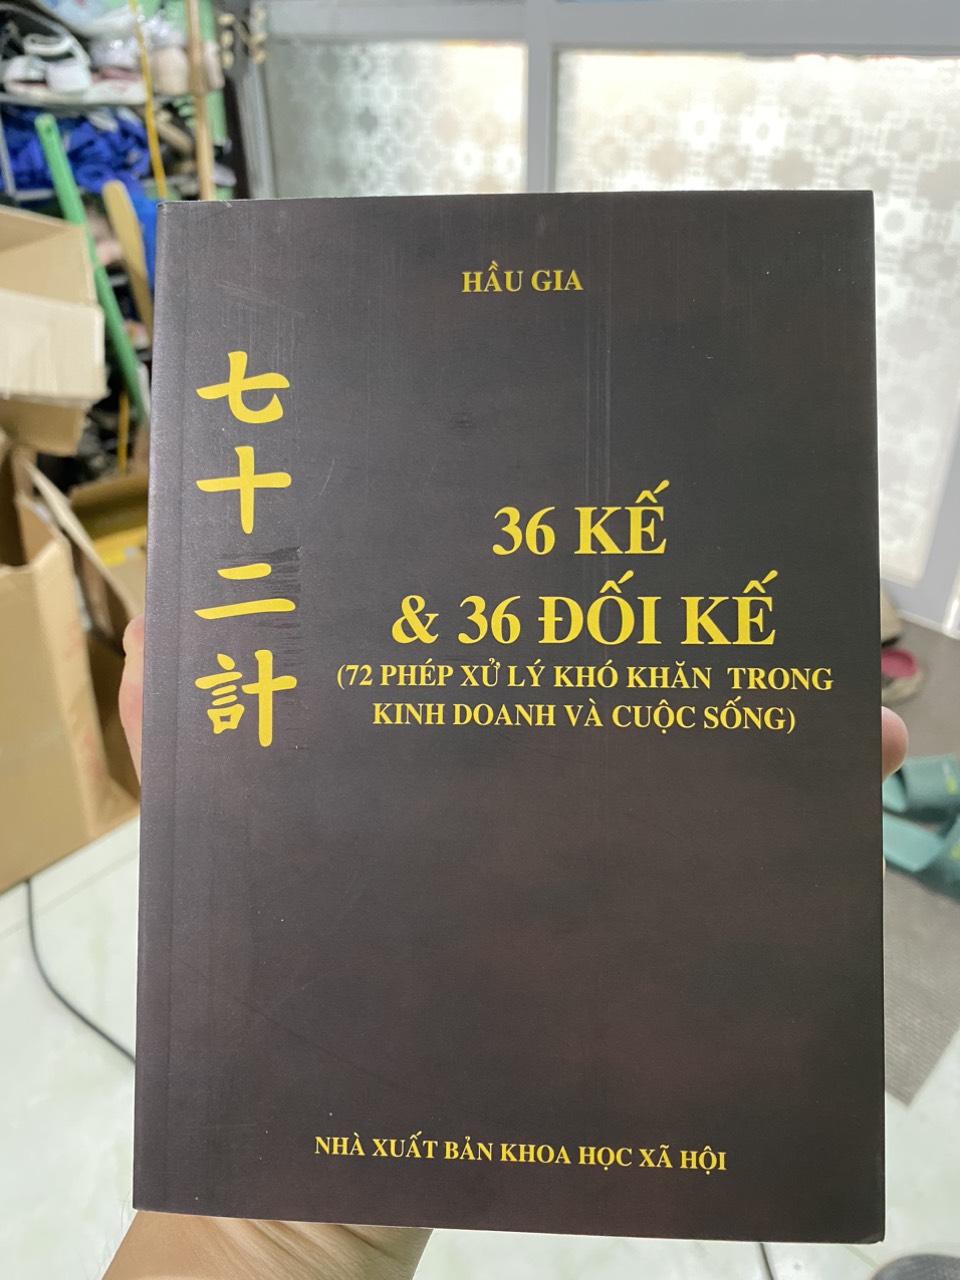 HẦU GIA
七十二計
36 KẾ
& 36 ĐỐI KẾ
(72 PHÉP XỬ LÝ KHÓ KHĂN TRONG
KINH DOANH VÀ CUỘC SỐNG)
NHÀ XUẤT BẢN KHOA HỌC XÃ HỘI